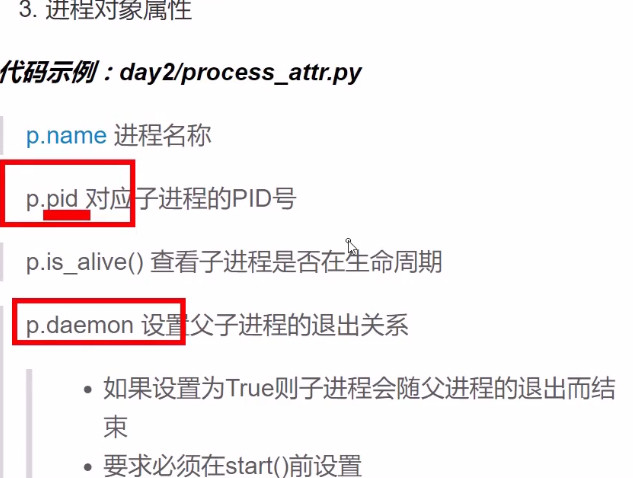 3. 进程对象属性
代码示例：day2/process_attr.py
p.name 进程名称
p.pid 对应子进程的PID号
p.is_alive() 查看子进程是否在生命周期
p.daemon 设置父子进程的退出关系
• 如果设置为True则子进程会随父进程的退出而结
束
• 要求必须在start()前设置